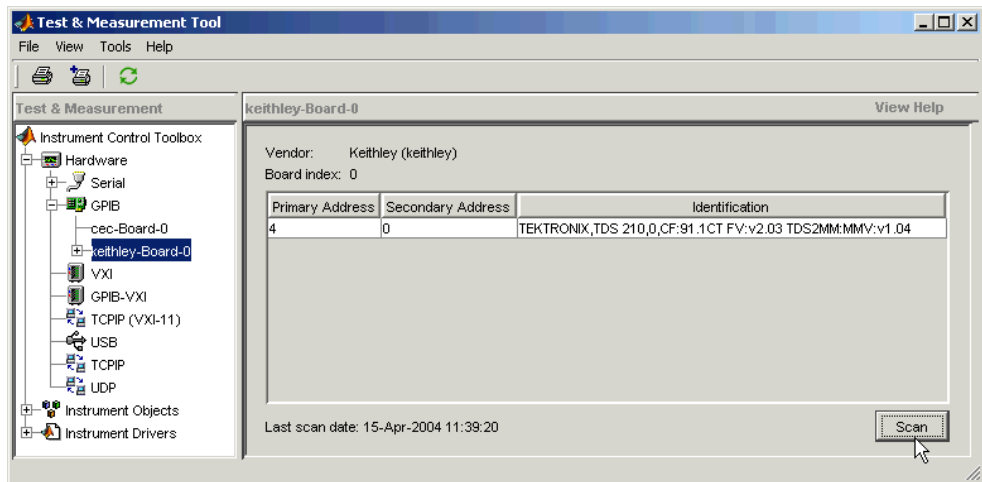 Test & Measurement Tool
File View Tools Help
Test & Measurement
keithley-Board-0 View Help
Instrument Control Toolbox
Hardware
Serial
GPIB
cec-Board-0
keithley-Board-0
VXI
GPIB-VXI
TCPIP (VXI-11)
USB
TCPIP
UDP
Instrument Objects
Instrument Drivers
Vendor: Keithley (keithley)
Board index: 0
Primary Address Secondary Address Identification
4 0 TEKTRONIX,TDS 210,0,CF:91.1CT FV:v2.03 TDS2MM:MMV:v1.04
Last scan date: 15-Apr-2004 11:39:20
Scan